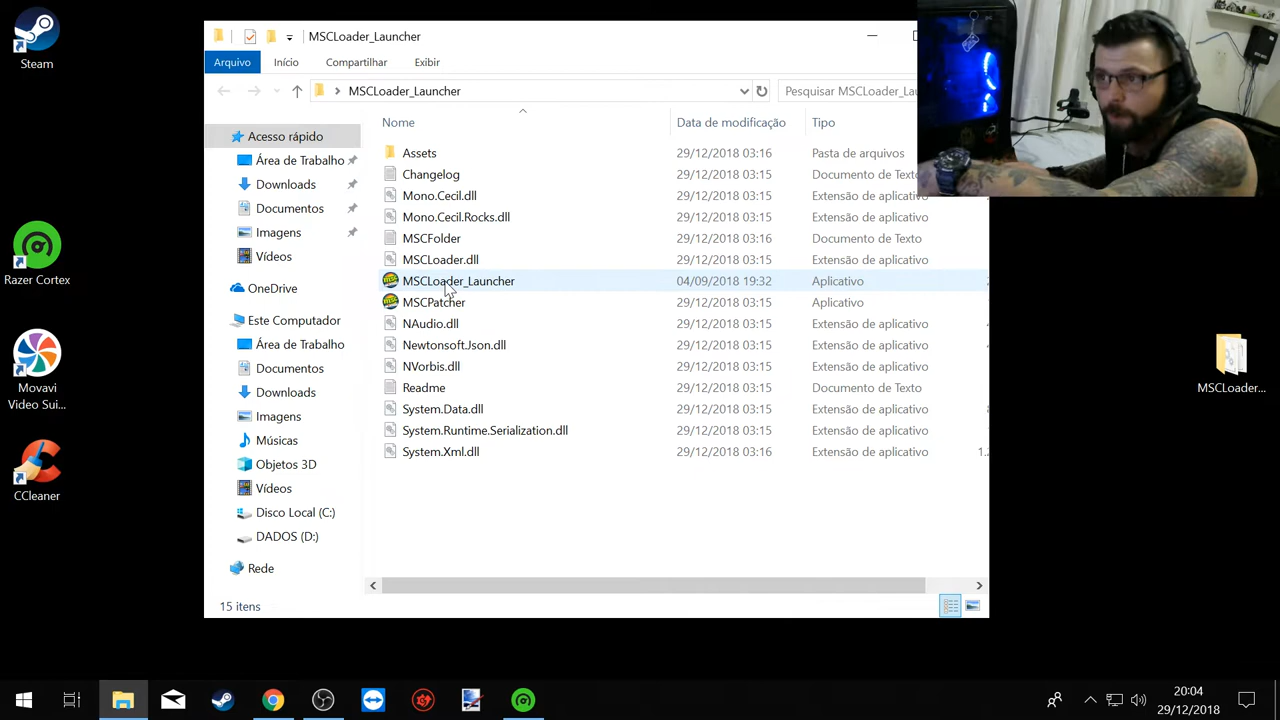 Steam
MSCLoader_Launcher
Arquivo Início Compartilhar Exibir
MSCLoader_Launcher
Pesquisar MSCLoader_Lau
Nome Data de modificação Tipo
Acesso rápido
Área de Trabalho
Downloads
Documentos
Imagens
Vídeos
OneDrive
Este Computador
Área de Trabalho
Documentos
Downloads
Imagens
Músicas
Objetos 3D
Vídeos
Disco Local (C:)
DADOS (D:)
Rede
Assets 29/12/2018 03:16 Pasta de arquivos
Changelog 29/12/2018 03:15 Documento de Texto
Mono.Cecil.dll 29/12/2018 03:15 Extensão de aplicativo
Mono.Cecil.Rocks.dll 29/12/2018 03:15 Extensão de aplicativo
MSCFolder 29/12/2018 03:16 Documento de Texto
MSCLoader.dll 29/12/2018 03:15 Extensão de aplicativo
MSCLoader_Launcher 04/09/2018 19:32 Aplicativo
MSCPatcher 29/12/2018 03:15 Aplicativo
NAudio.dll 29/12/2018 03:15 Extensão de aplicativo
Newtonsoft.Json.dll 29/12/2018 03:15 Extensão de aplicativo
NVorbis.dll 29/12/2018 03:15 Extensão de aplicativo
Readme 29/12/2018 03:15 Documento de Texto
System.Data.dll 29/12/2018 03:15 Extensão de aplicativo
System.Runtime.Serialization.dll 29/12/2018 03:15 Extensão de aplicativo
System.Xml.dll 29/12/2018 03:16 Extensão de aplicativo
15 itens
Razer Cortex
Movavi
Video Sui...
CCleaner
MSCLoader...
20:04
29/12/2018